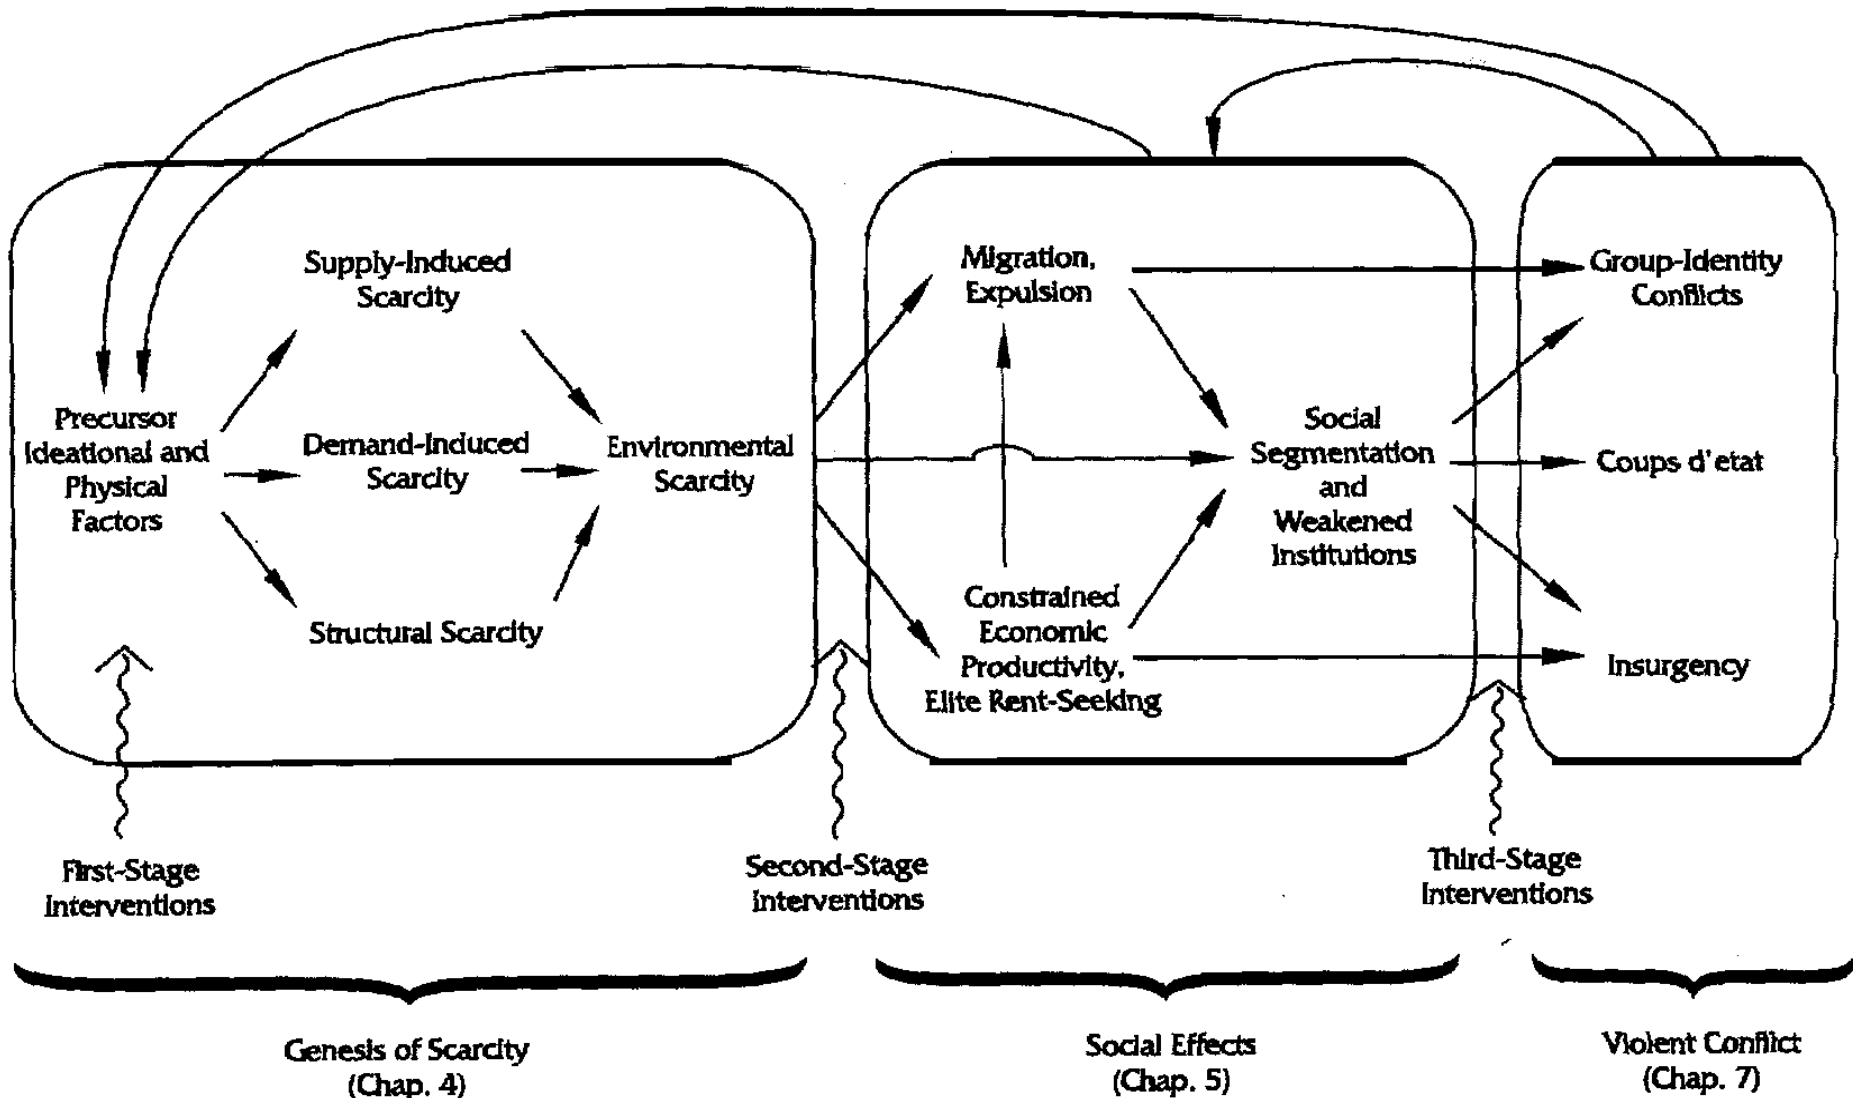 Supply-Induced
Scarcity
Precursor
Ideational and
Physical
Factors
Demand-Induced
Scarcity
Structural Scarcity
Environmental
Scarcity
Migration,
Expulsion
Constrained
Economic
Productivity,
Elite Rent-Seeking
Social
Segmentation
and
Weakened
Institutions
Group-Identity
Conflicts
Coups d'etat
Insurgency
First-Stage
Interventions
Second-Stage
Interventions
Third-Stage
Interventions
Genesis of Scarcity
(Chap. 4)
Social Effects
(Chap. 5)
Violent Conflict
(Chap. 7)